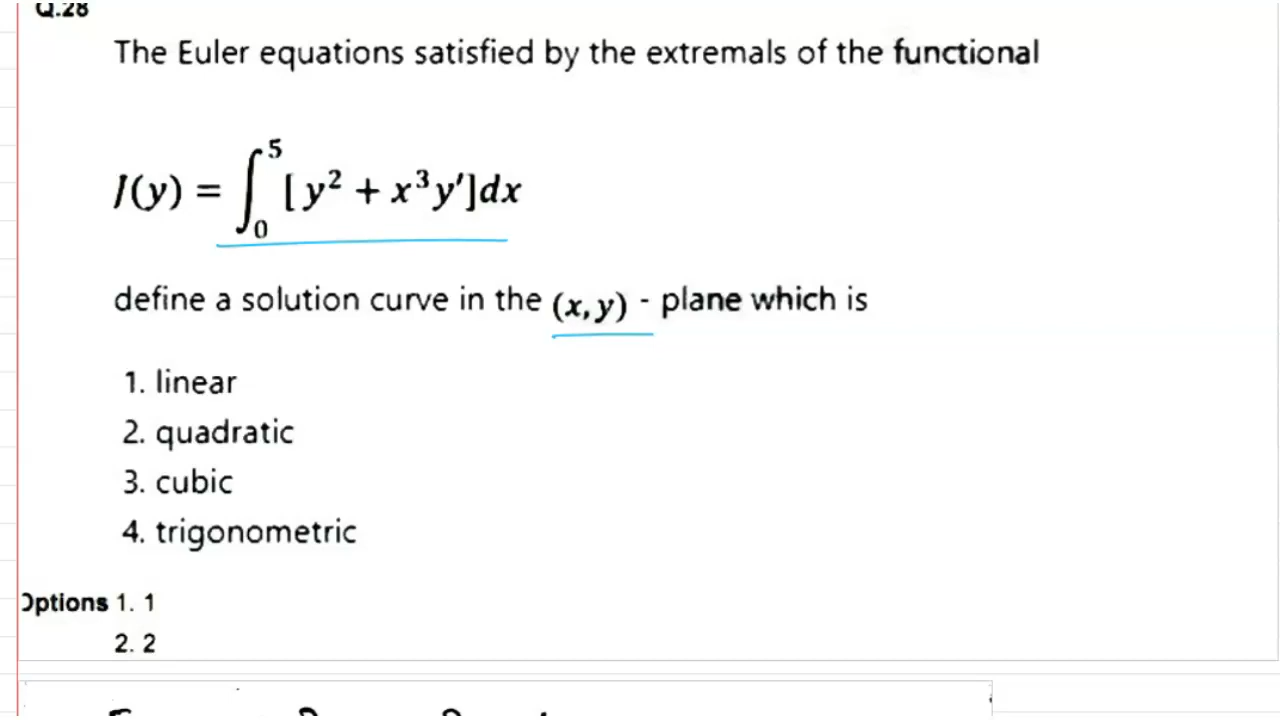 Q.28
The Euler equations satisfied by the extremals of the functional
J(y) = ∫₀⁵ [ y² + x³y′]dx
define a solution curve in the (x, y) - plane which is
1. linear
2. quadratic
3. cubic
4. trigonometric
Options 1. 1
2. 2